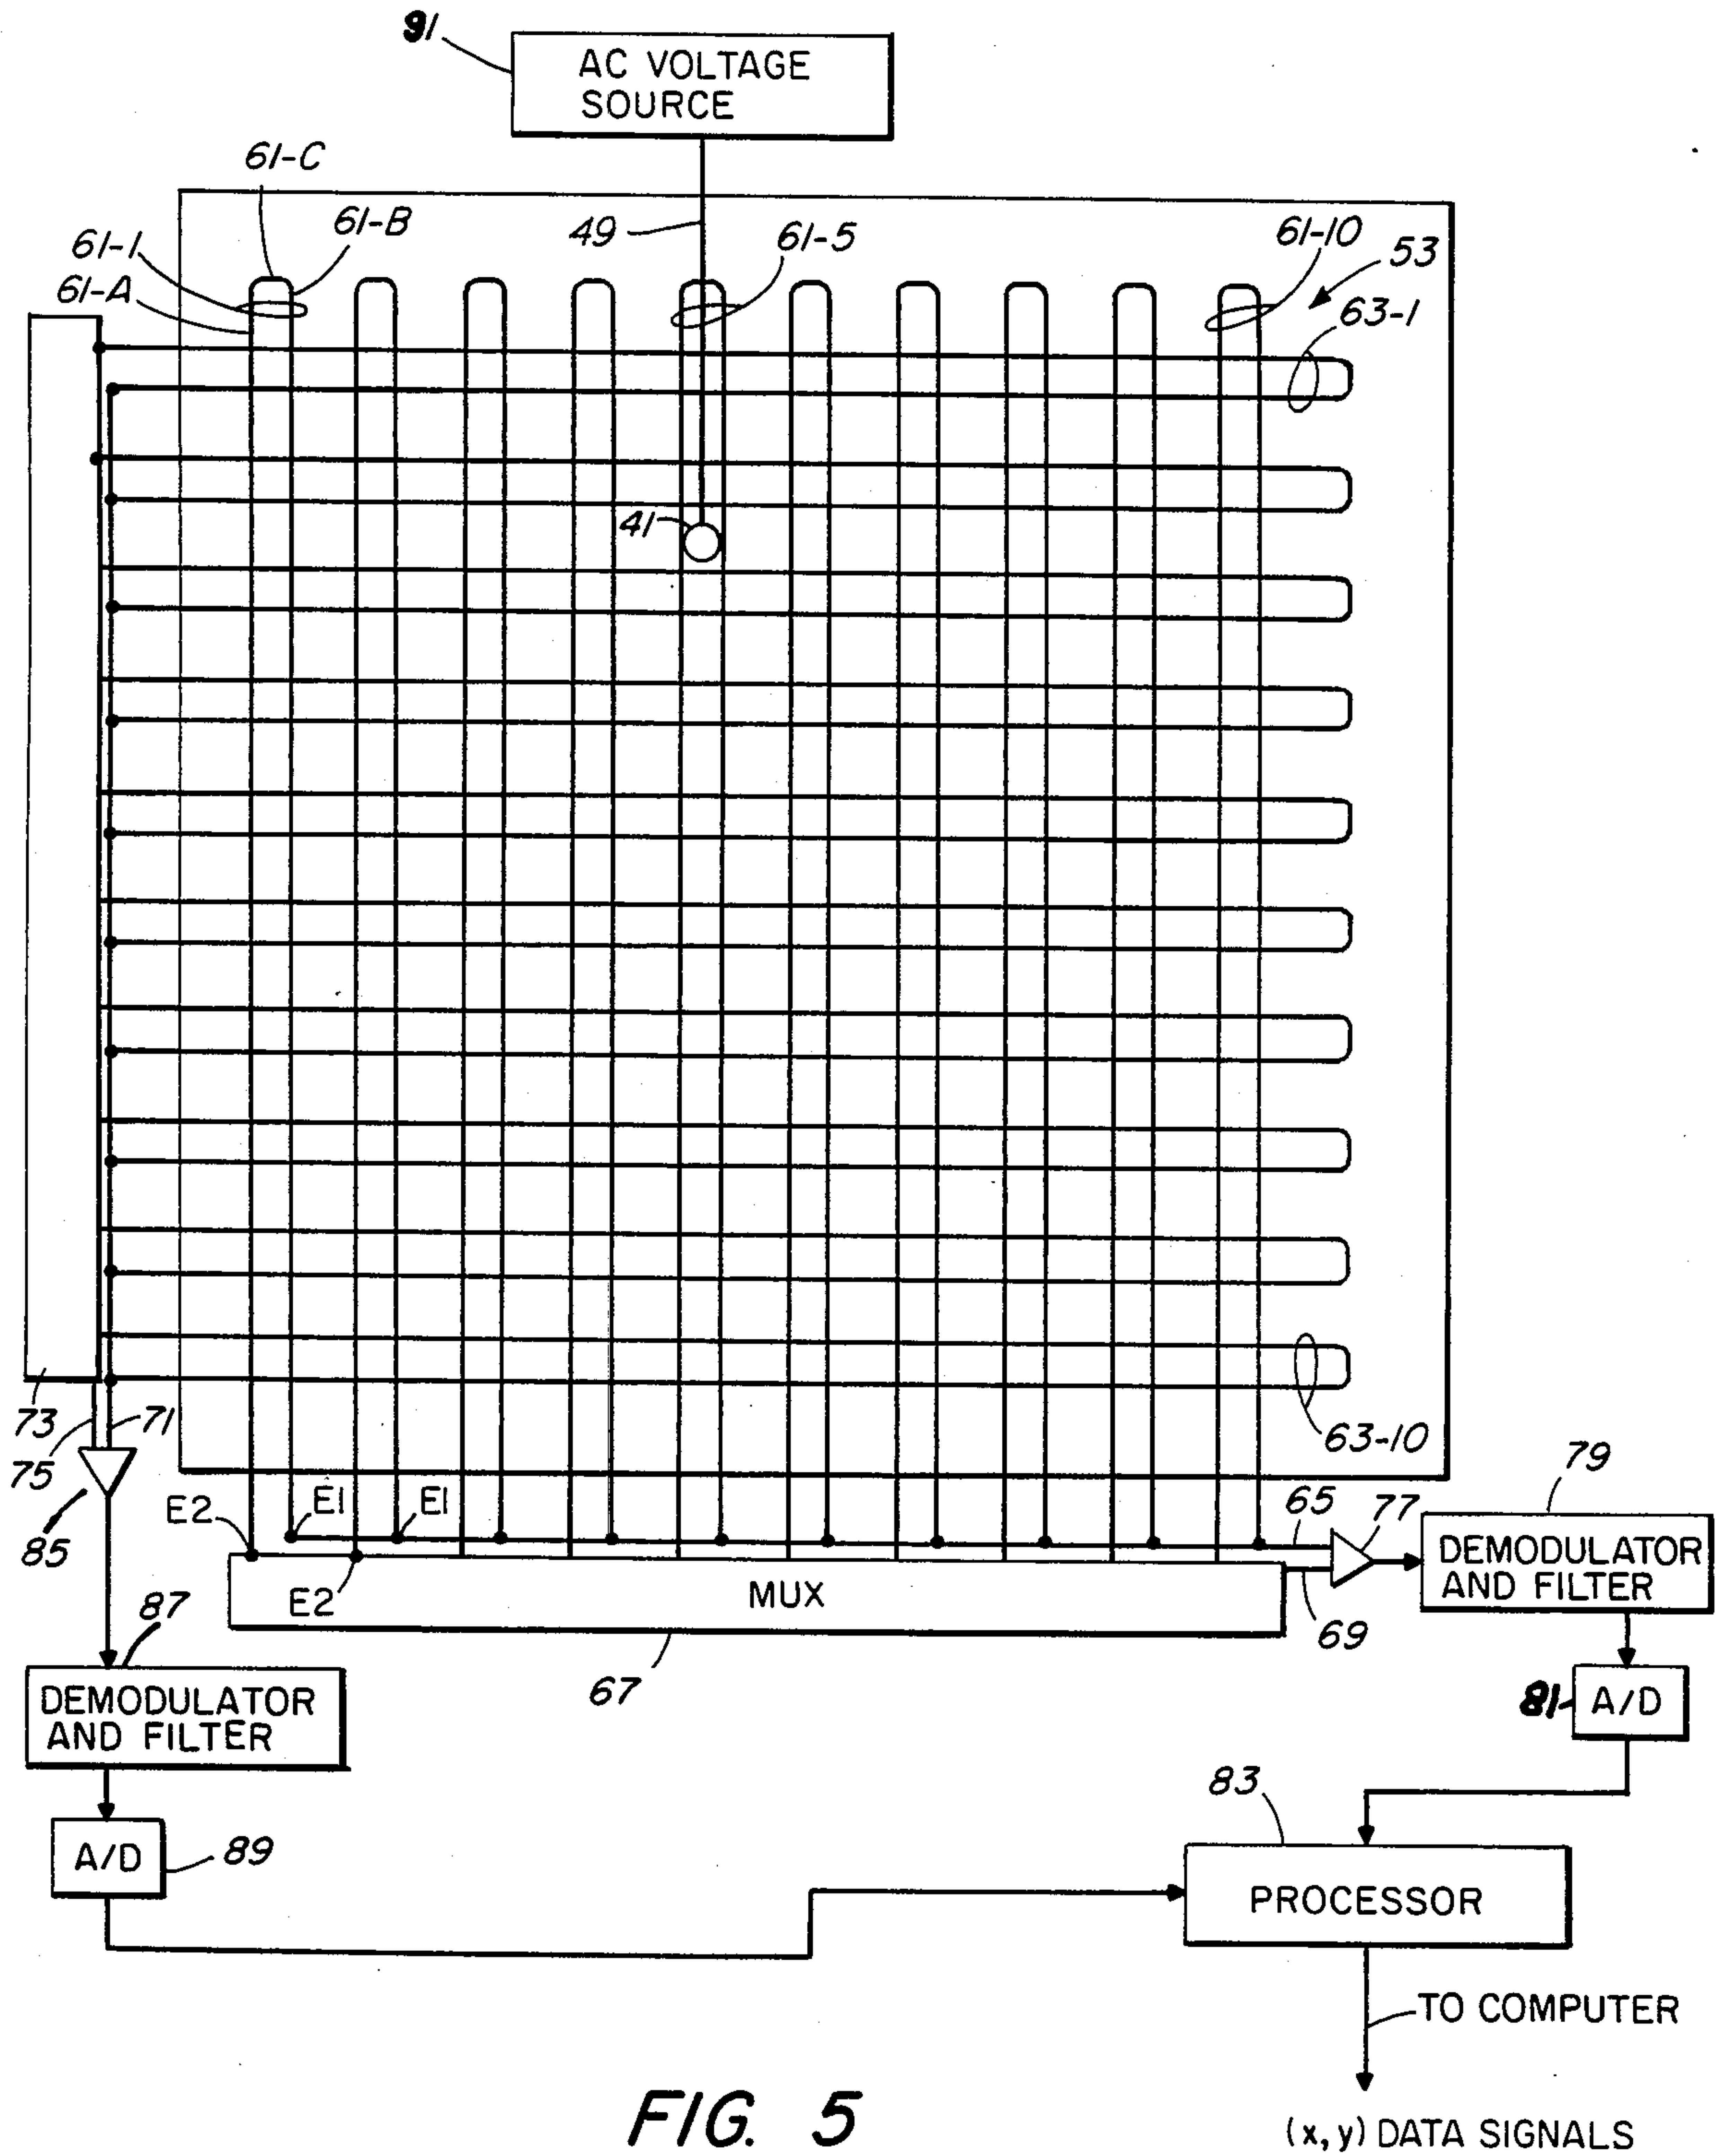 91
AC VOLTAGE
SOURCE
61-C
61-B
61-1
61-A
49
61-5
61-10
53
63-1
41
73
71
75
85
63-10
E2
E1
E1
65
77
79
DEMODULATOR
AND FILTER
E2
MUX
69
67
87
DEMODULATOR
AND FILTER
81
A/D
83
A/D
89
PROCESSOR
TO COMPUTER
(x,y) DATA SIGNALS
FIG. 5